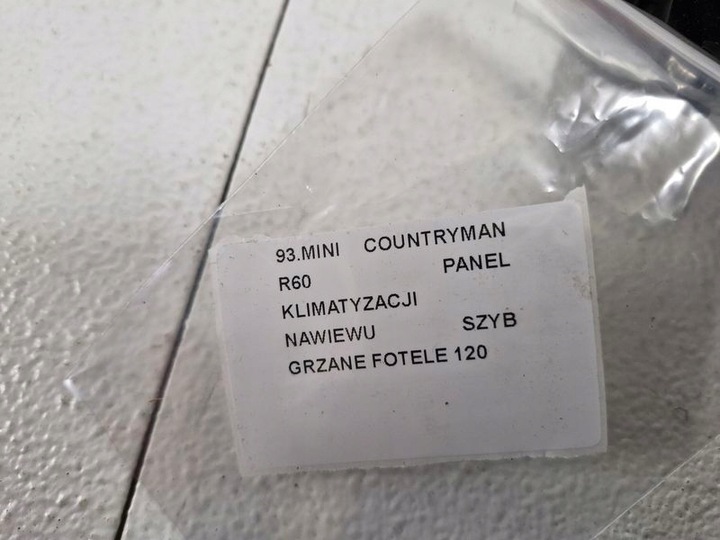 93.MINI COUNTRYMAN
R60 PANEL
KLIMATYZACJI
NAWIEWU SZYB
GRZANE FOTELE 120